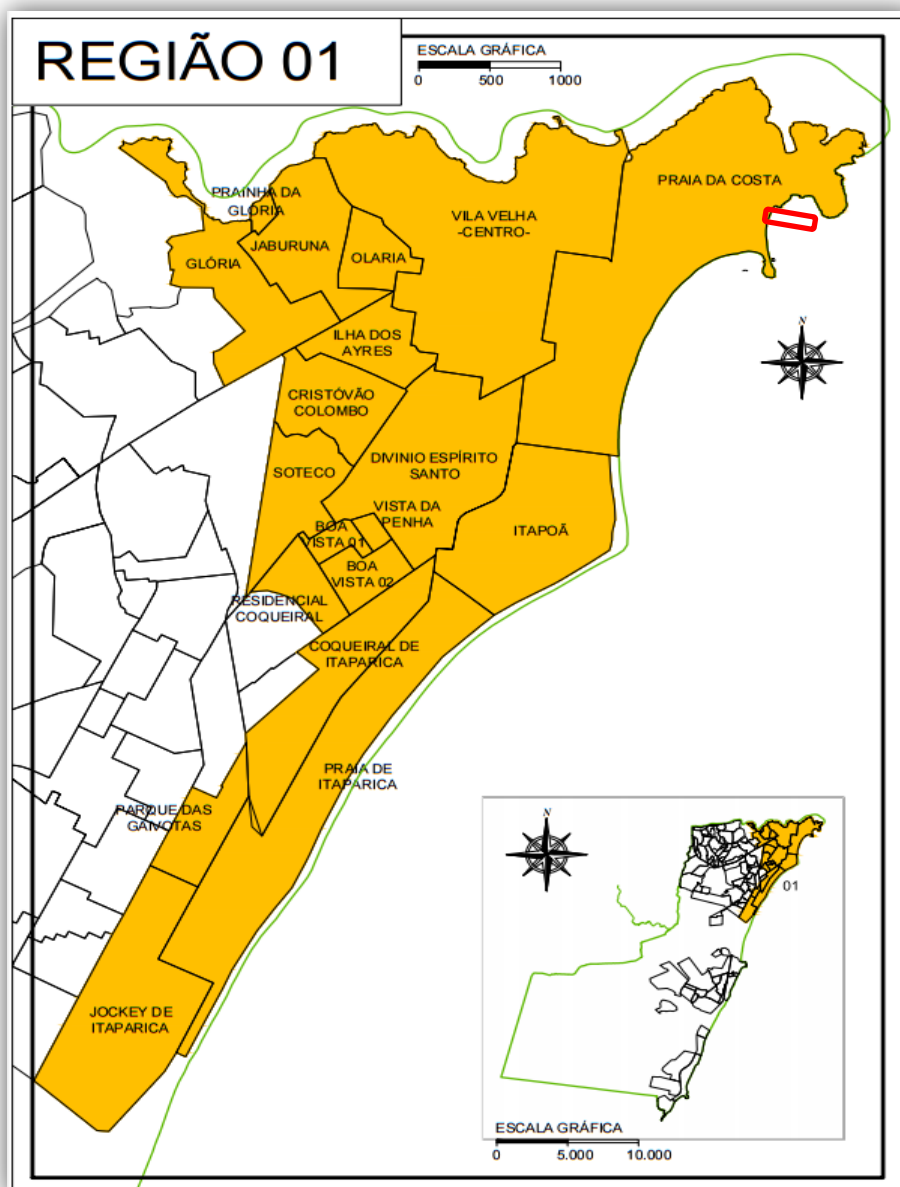 REGIÃO 01
ESCALA GRÁFICA
0 500 1000
PRAIA DA COSTA
PRAINHA DA
GLÓRIA
VILA VELHA
-CENTRO-
JABURUNA
OLARIA
GLÓRIA
N
ILHA DOS
AYRES
CRISTÓVÃO
COLOMBO
DIVINIO ESPÍRITO
SANTO
SOTECO
VISTA DA
PENHA
BOA
VISTA 01
ITAPOÃ
BOA
VISTA 02
RESIDENCIAL
COQUEIRAL
COQUEIRAL DE
ITAPARICA
PRAIA DE
ITAPARICA
PARQUE DAS
GAIVOTAS
N
01
JOCKEY DE
ITAPARICA
ESCALA GRÁFICA
0 5.000 10.000